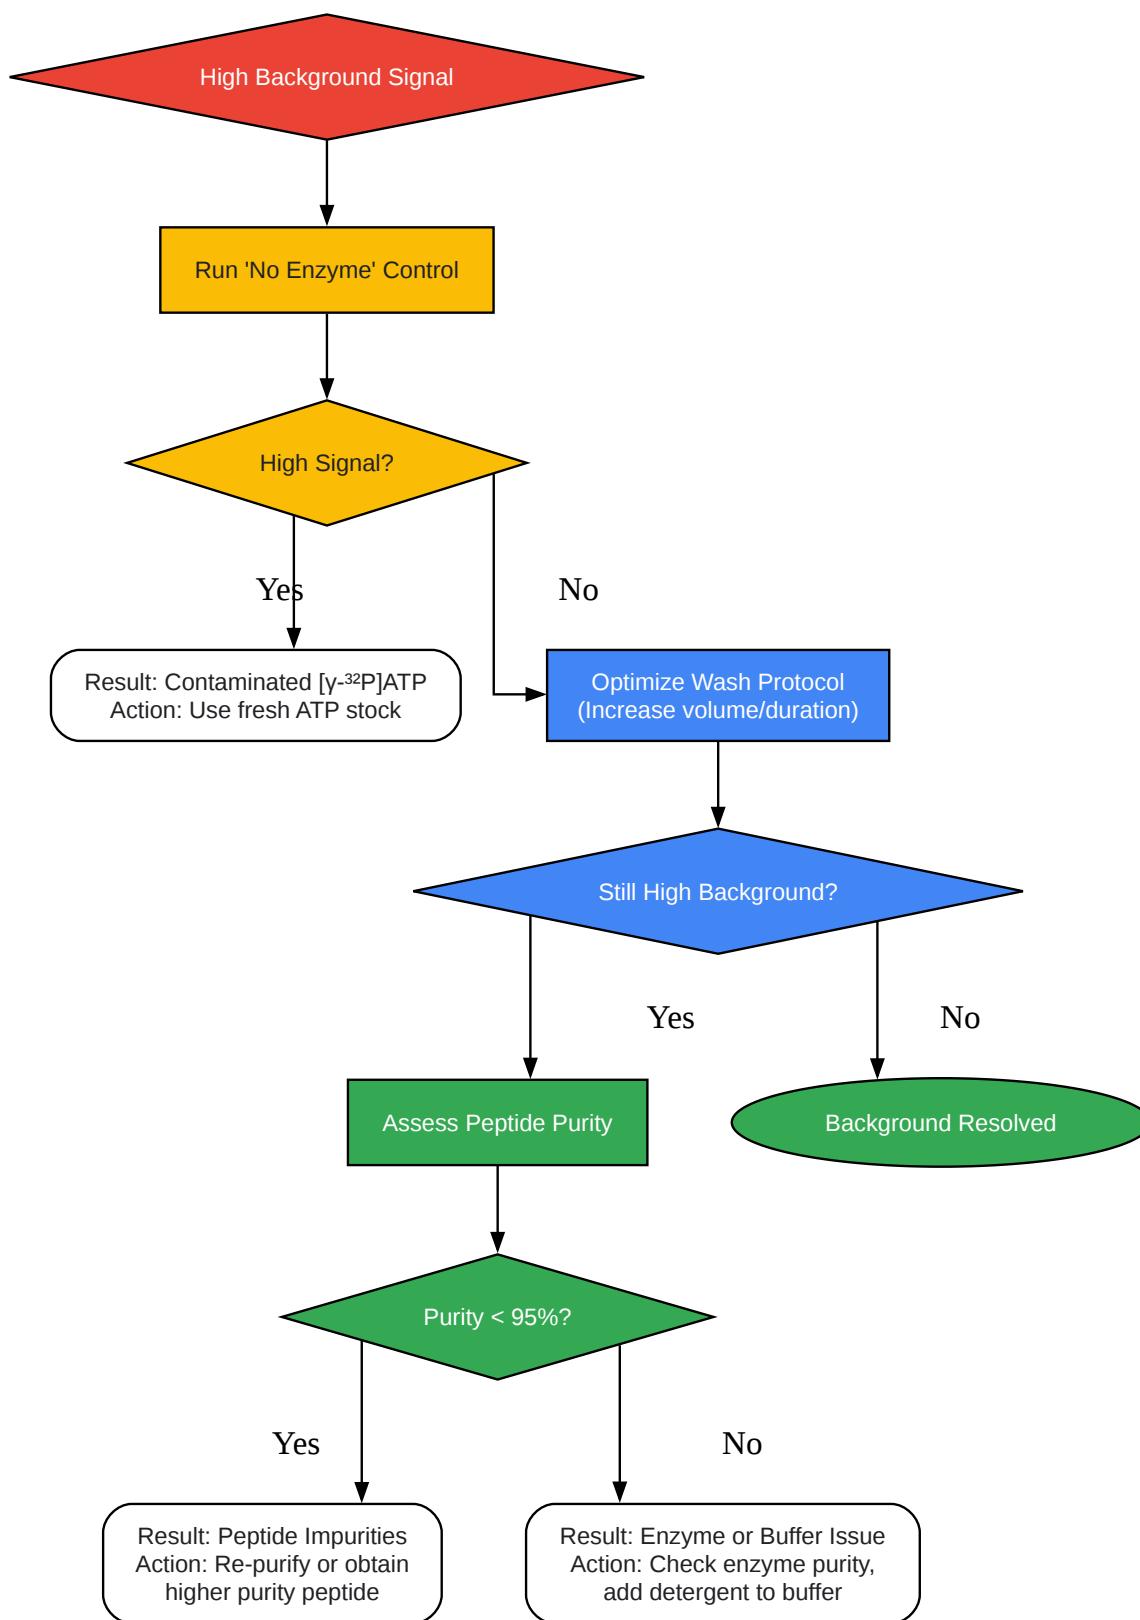 High Background Signal
Run 'No Enzyme' Control
High Signal?
Yes
No
Result: Contaminated [γ-³²P]ATP
Action: Use fresh ATP stock
Optimize Wash Protocol
(Increase volume/duration)
Still High Background?
Yes
No
Assess Peptide Purity
Background Resolved
Purity < 95%?
Yes
No
Result: Peptide Impurities
Action: Re-purify or obtain
higher purity peptide
Result: Enzyme or Buffer Issue
Action: Check enzyme purity,
add detergent to buffer